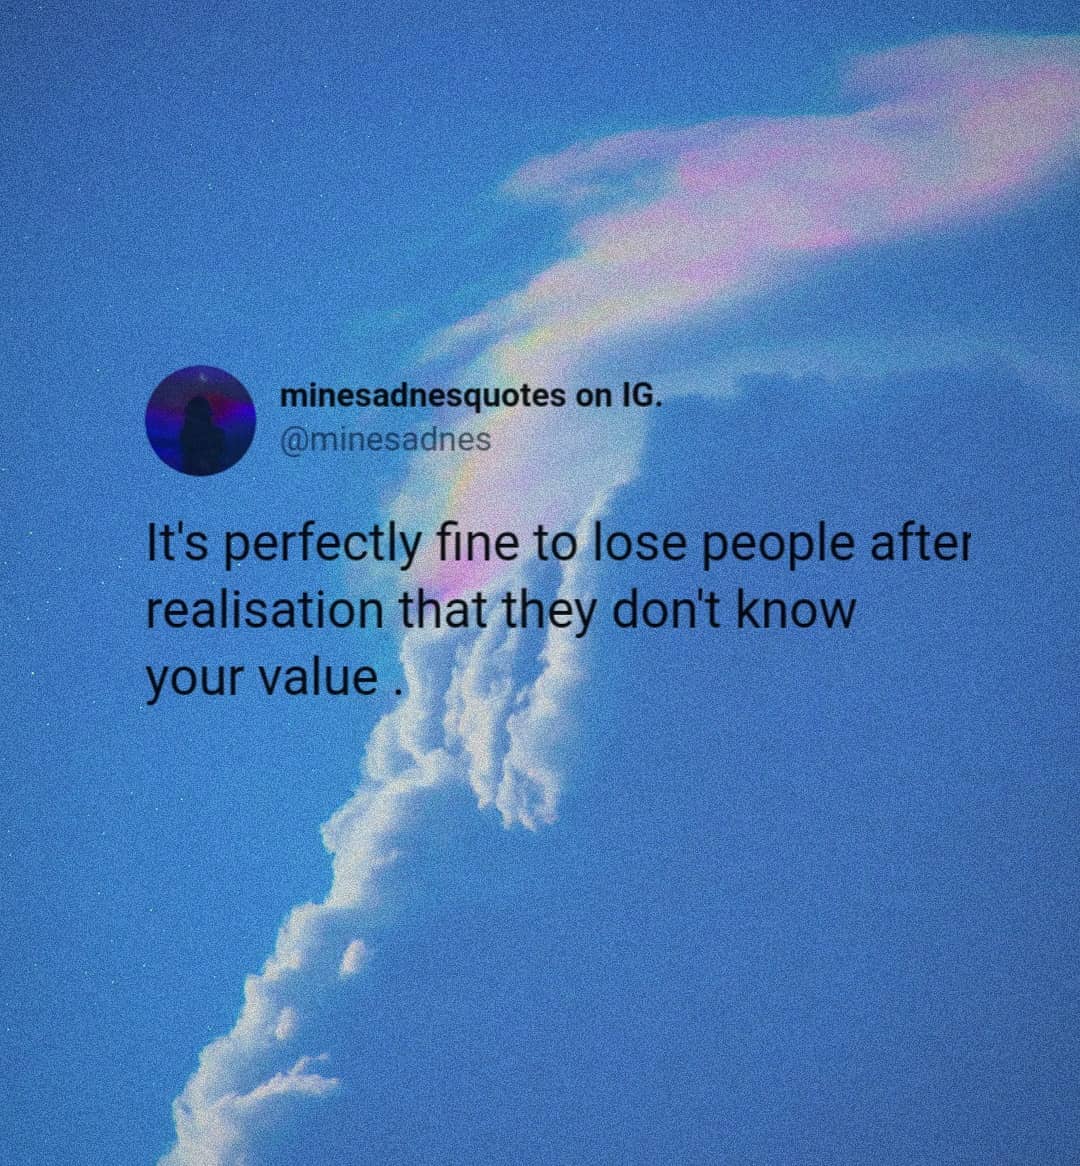 minesadnesquotes on IG.
@minesadnes
It's perfectly fine to lose people after
realisation that they don't know
your value .